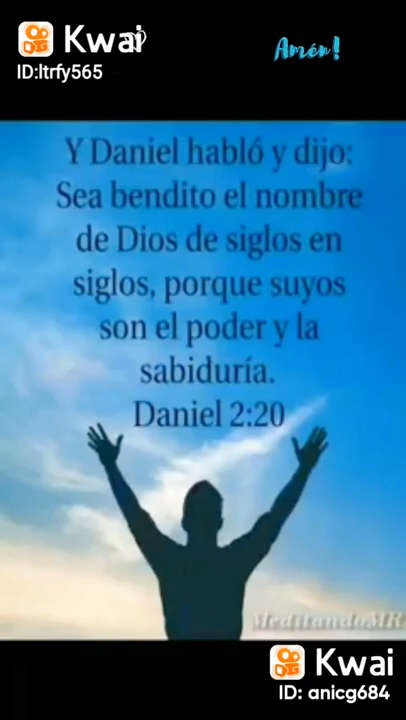 Kwai
ID:ltrfy565
Amén!
Y Daniel habló y dijo:
Sea bendito el nombre
de Dios de siglos en
siglos, porque suyos
son el poder y la
sabiduría.
Daniel 2:20
MeditandoMR
Kwai
ID: anicg684